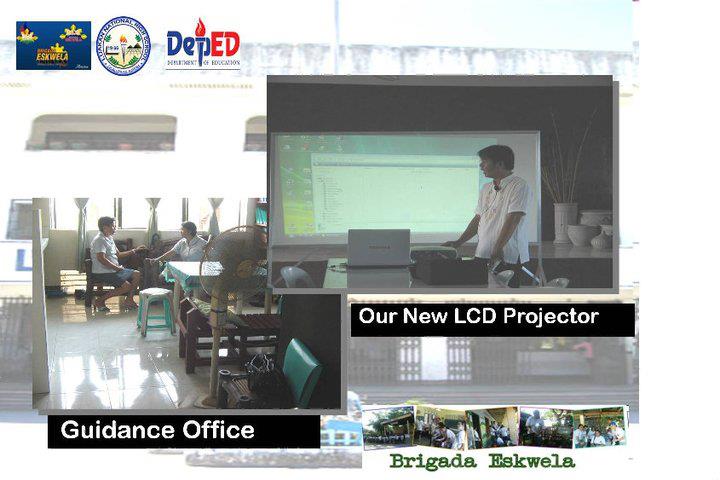 BRIGADA
ESKWELA
DepED
DEPARTMENT OF EDUCATION
Our New LCD Projector
Guidance Office
Brigada Eskwela